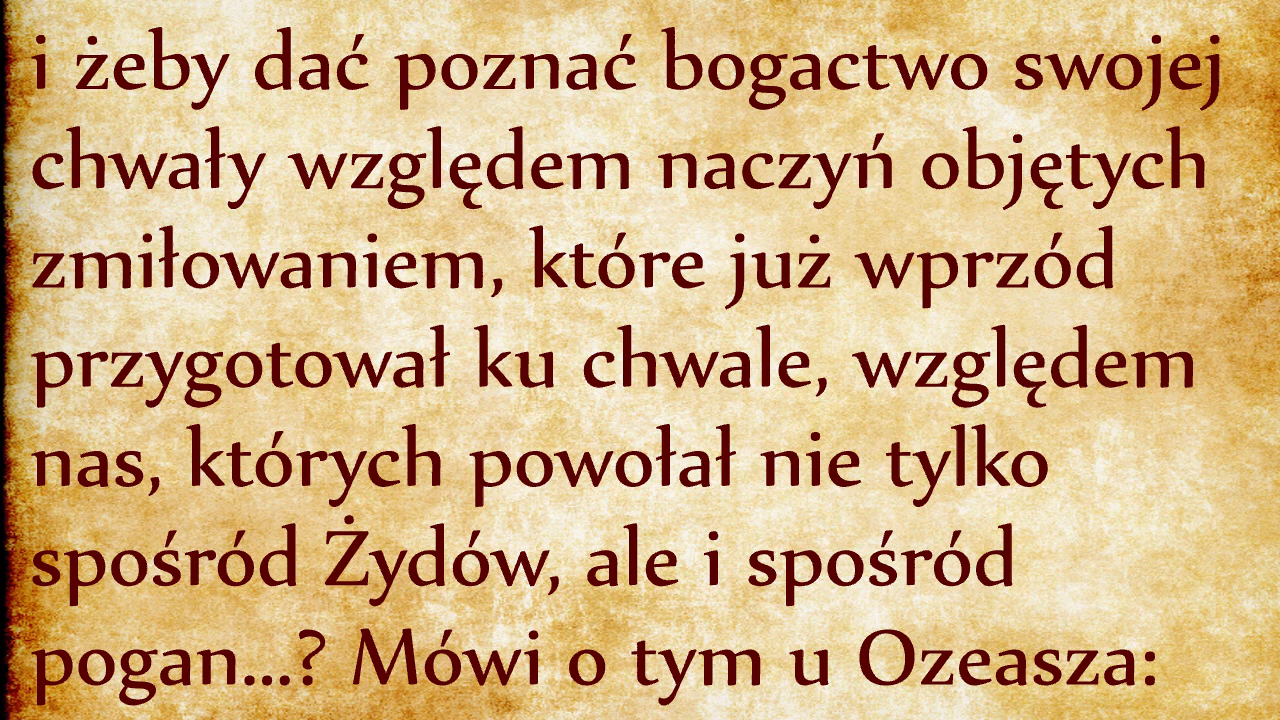 i żeby dać poznać bogactwo swojej
chwały względem naczyń objętych
zmiłowaniem, które już wprzód
przygotował ku chwale, względem
nas, których powołał nie tylko
spośród Żydów, ale i spośród
pogan...? Mówi o tym u Ozeasza: